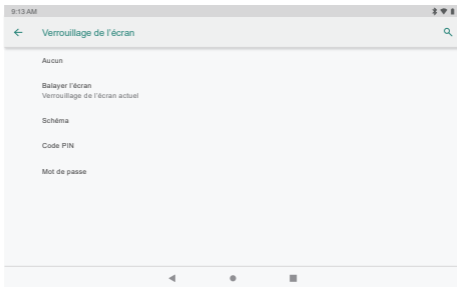 9:13 AM
Verrouillage de l'écran
Aucun
Balayer l'écran
Verrouillage de l'écran actuel
Schéma
Code PIN
Mot de passe